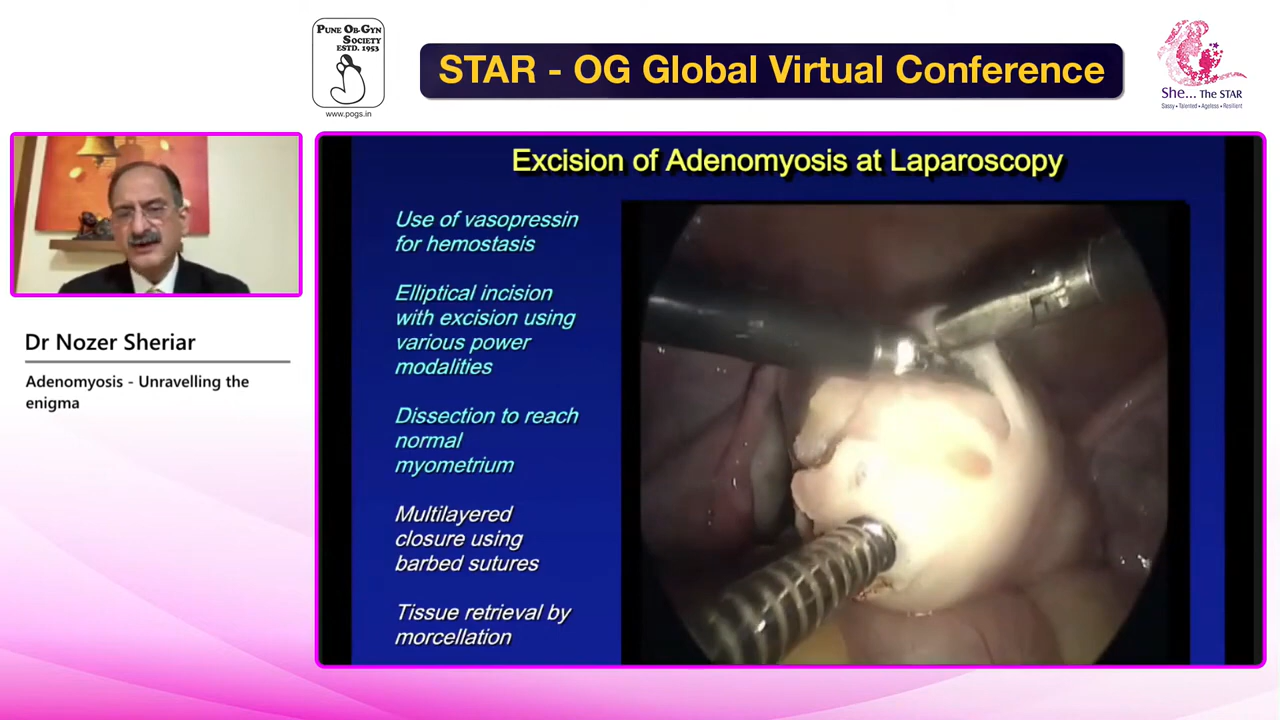 PUNE OB-GYN
SOCIETY
ESTD. 1953
www.pogs.in
STAR - OG Global Virtual Conference
She... The STAR
Sassy • Talented • Ageless • Resilient
Dr Nozer Sheriar
Adenomyosis - Unravelling the
enigma
Excision of Adenomyosis at Laparoscopy
Use of vasopressin
for hemostasis
Elliptical incision
with excision using
various power
modalities
Dissection to reach
normal
myometrium
Multilayered
closure using
barbed sutures
Tissue retrieval by
morcellation